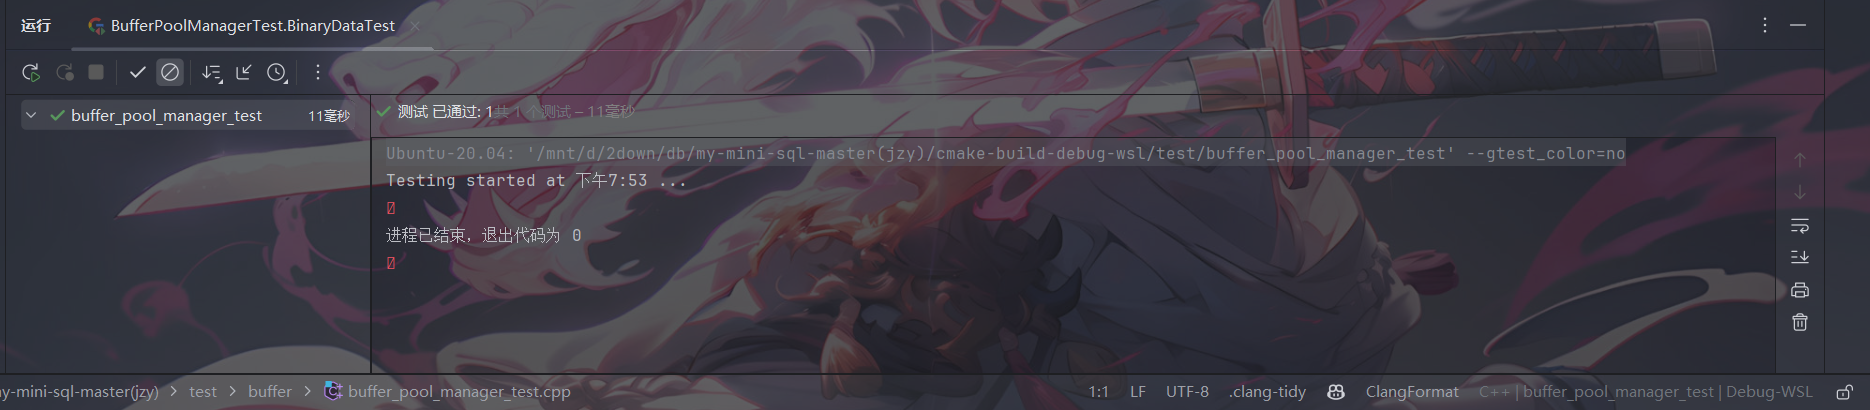 运行 BufferPoolManagerTest.BinaryDataTest
buffer_pool_manager_test 11毫秒
测试 已通过: 1共 1 个测试 – 11毫秒
Ubuntu-20.04: '/mnt/d/2down/db/my-mini-sql-master(jzy)/cmake-build-debug-wsl/test/buffer_pool_manager_test' --gtest_color=no
Testing started at 下午7:53 ...
进程已结束，退出代码为 0
my-mini-sql-master(jzy) test buffer buffer_pool_manager_test.cpp 1:1 LF UTF-8 .clang-tidy ClangFormat C++ | buffer_pool_manager_test | Debug-WSL